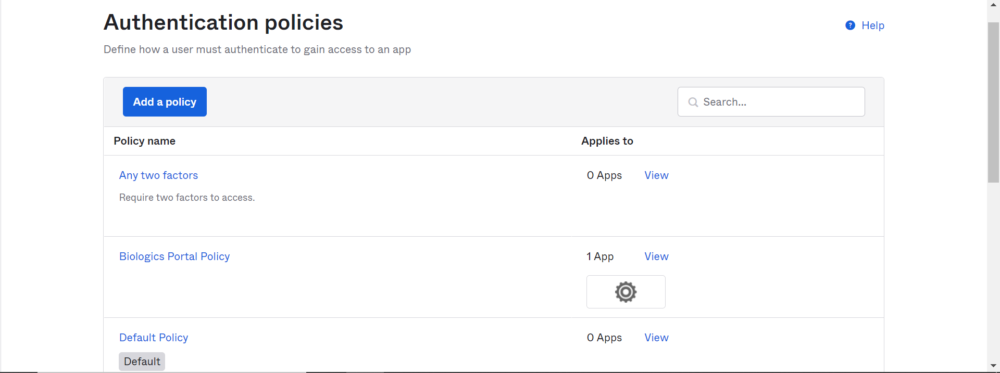 Authentication policies
Help
Define how a user must authenticate to gain access to an app
Add a policy
Search...
Policy name
Applies to
Any two factors
0 Apps
View
Require two factors to access.
Biologics Portal Policy
1 App
View
Default Policy
0 Apps
View
Default